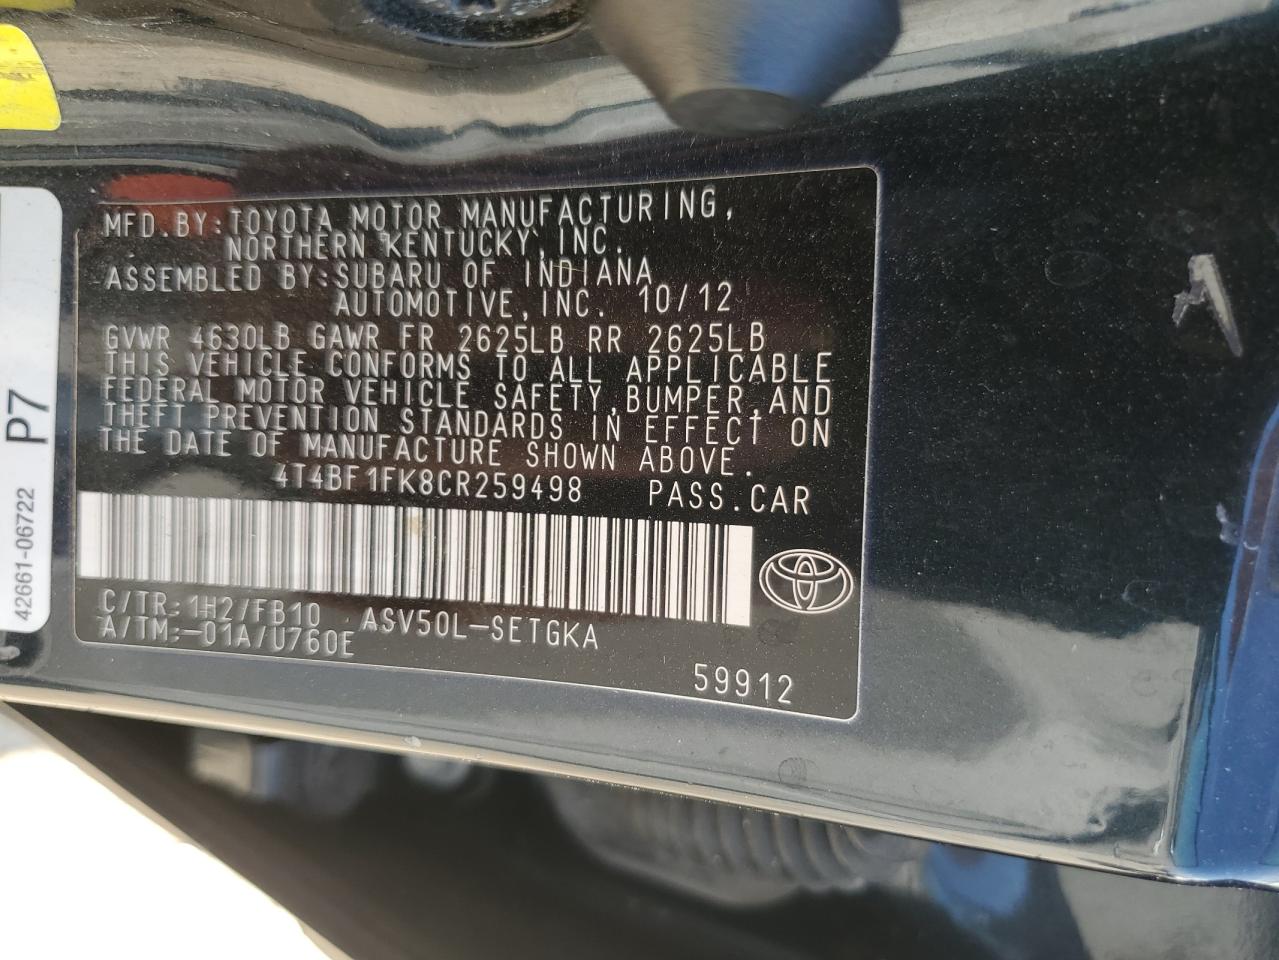 MFD. BY: TOYOTA MOTOR MANUFACTURING,
NORTHERN KENTUCKY, INC.
ASSEMBLED BY: SUBARU OF INDIANA
AUTOMOTIVE, INC. 10/12
GVWR 4630LB GAWR FR 2625LB RR 2625LB
THIS VEHICLE CONFORMS TO ALL APPLICABLE
FEDERAL MOTOR VEHICLE SAFETY, BUMPER, AND
THEFT PREVENTION STANDARDS IN EFFECT ON
THE DATE OF MANUFACTURE SHOWN ABOVE.
4T4BF1FK8CR259498 PASS. CAR
C/TR: 1H2/FB10 ASV50L-SETGKA
A/TM: -01A/U760E
59912
P7
42661-06722